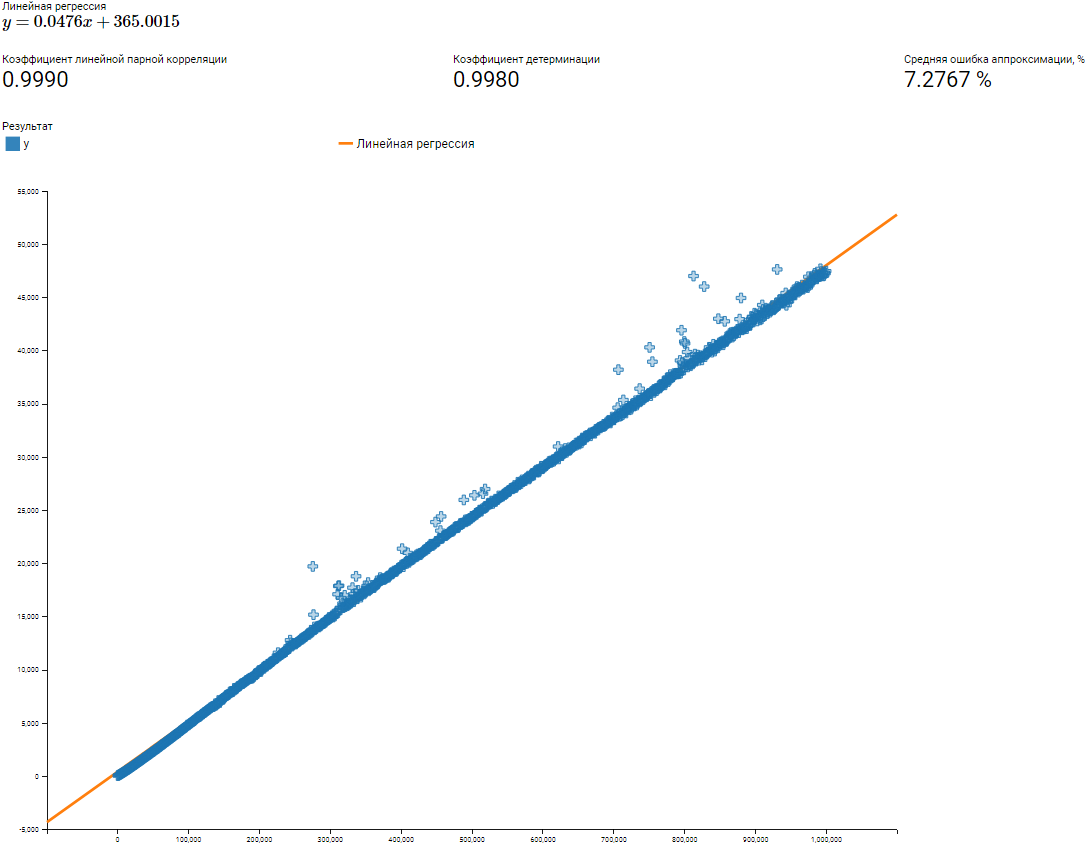 Линейная регрессия
y = 0.0476x + 365.0015
Коэффициент линейной парной корреляции
Коэффициент детерминации
Средняя ошибка аппроксимации, %
0.9990
0.9980
7.2767 %
Результат
y
Линейная регрессия
55,000
50,000
45,000
40,000
35,000
30,000
25,000
20,000
15,000
10,000
5,000
0
-5,000
0 100,000 200,000 300,000 400,000 500,000 600,000 700,000 800,000 900,000 1,000,000